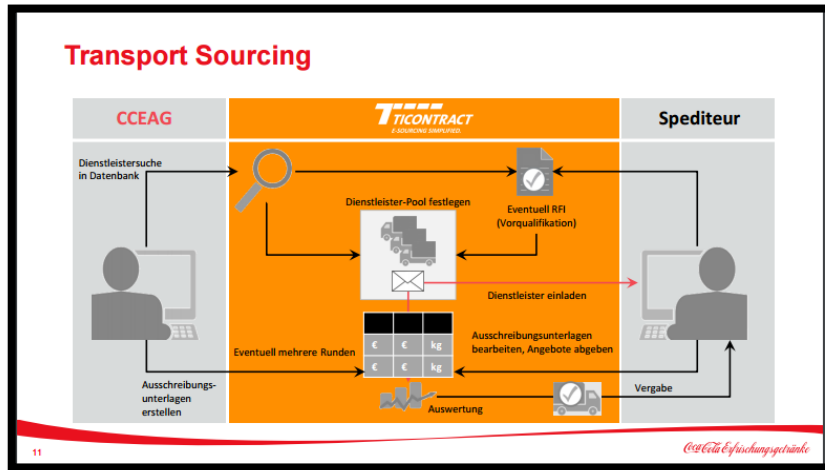 Transport Sourcing
CCEAG
TICONTRACT
E-SOURCING SIMPLIFIED.
Spediteur
Dienstleistersuche
in Datenbank
Dienstleister-Pool festlegen
Eventuell RFI
(Vorqualifikation)
Dienstleister einladen
Eventuell mehrere Runden
€ € kg
€ € kg
Ausschreibungsunterlagen
bearbeiten, Angebote abgeben
Ausschreibungs-
unterlagen
erstellen
Auswertung
Vergabe
11
Coca-Cola Erfrischungsgetränke